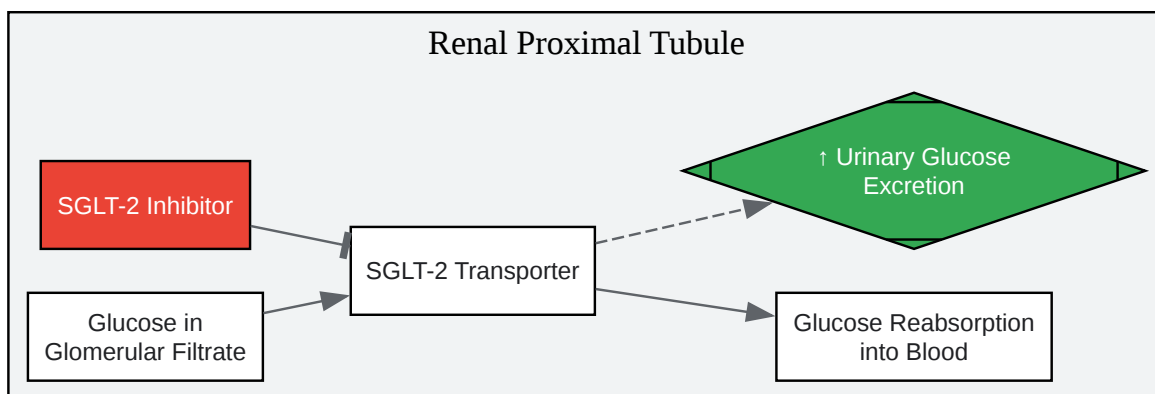 Renal Proximal Tubule
SGLT-2 Inhibitor
Glucose in
Glomerular Filtrate
SGLT-2 Transporter
↑ Urinary Glucose
Excretion
Glucose Reabsorption
into Blood